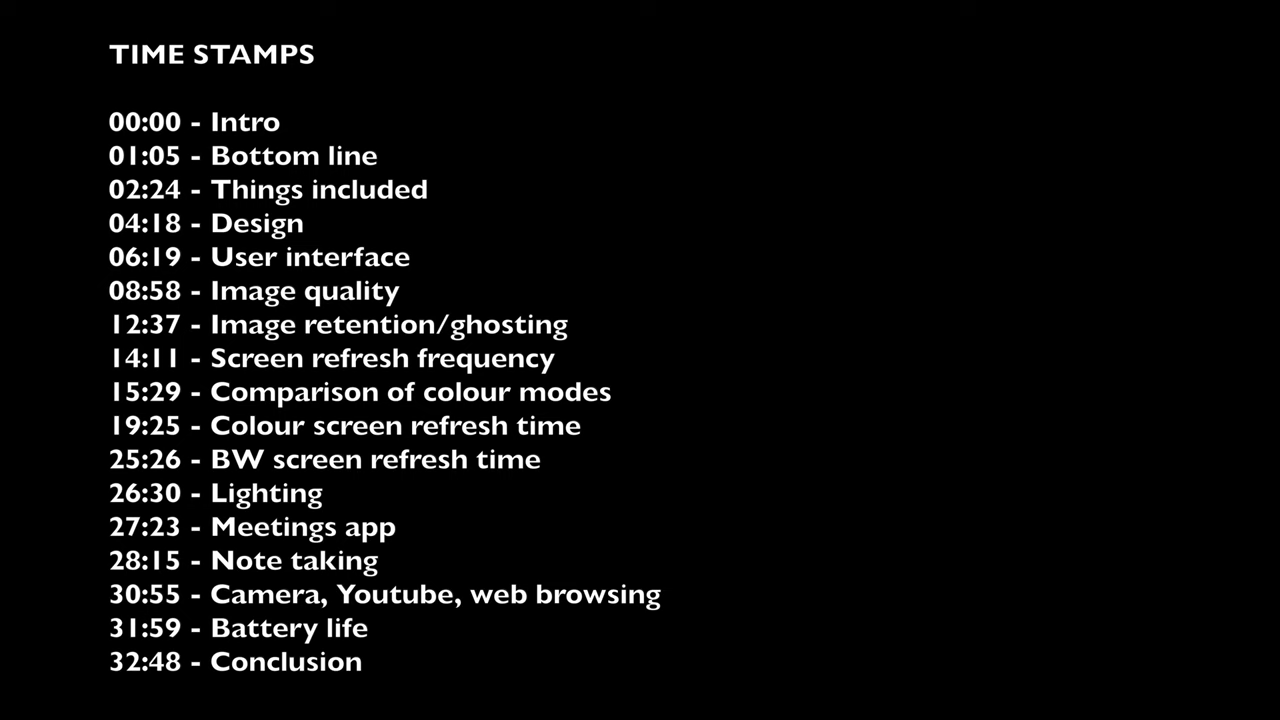 TIME STAMPS
00:00 - Intro
01:05 - Bottom line
02:24 - Things included
04:18 - Design
06:19 - User interface
08:58 - Image quality
12:37 - Image retention/ghosting
14:11 - Screen refresh frequency
15:29 - Comparison of colour modes
19:25 - Colour screen refresh time
25:26 - BW screen refresh time
26:30 - Lighting
27:23 - Meetings app
28:15 - Note taking
30:55 - Camera, Youtube, web browsing
31:59 - Battery life
32:48 - Conclusion